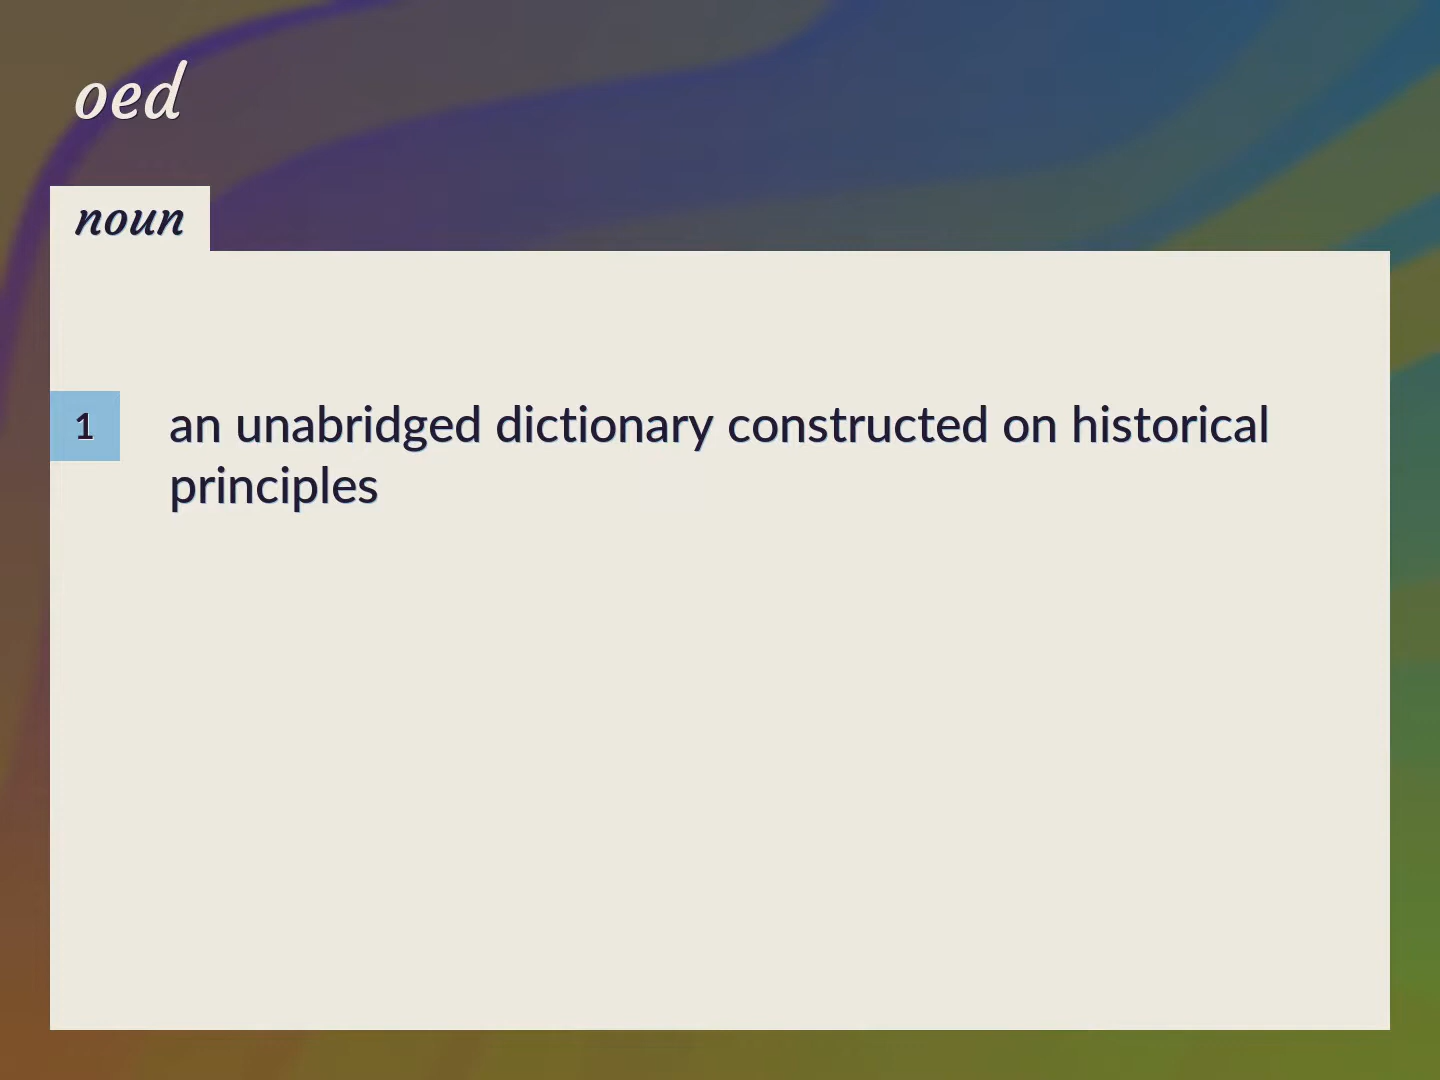 oed
noun
1 an unabridged dictionary constructed on historical
principles